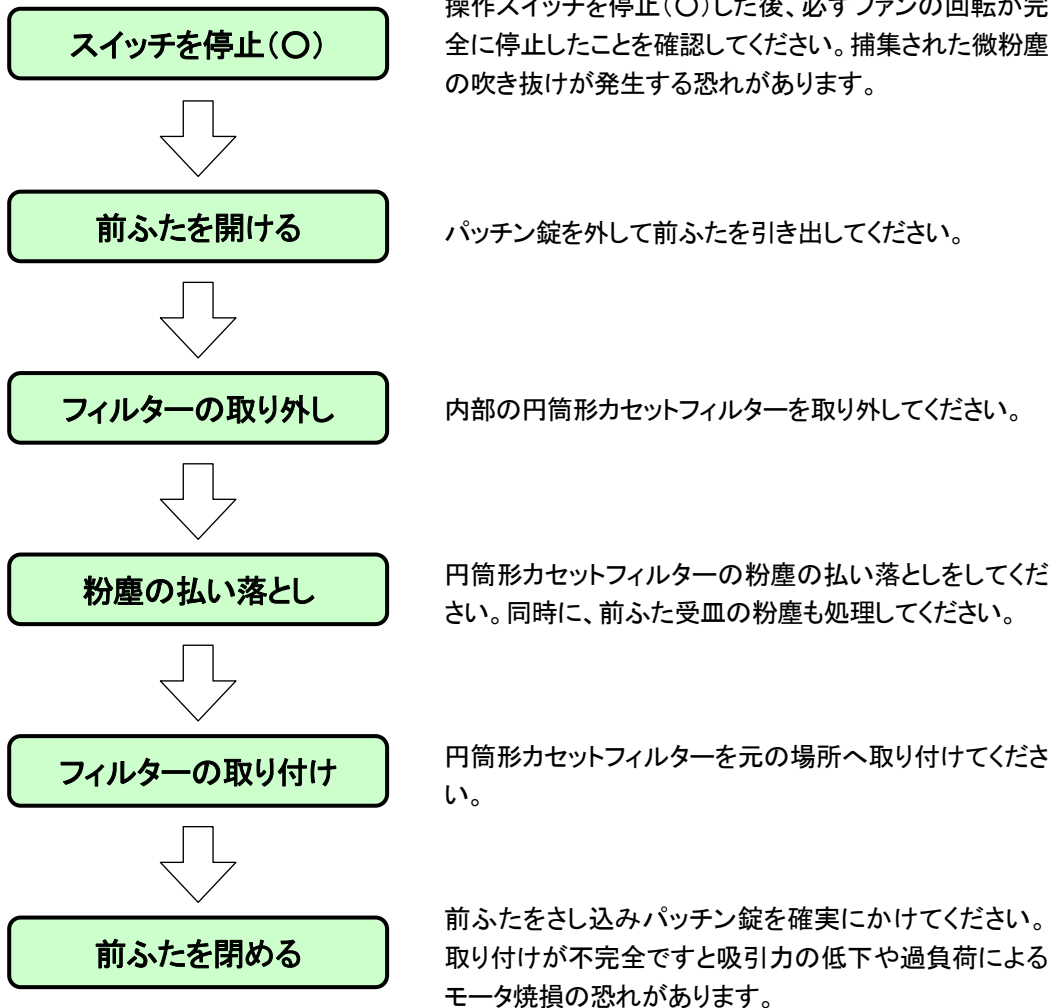 操作スイッチを停止(〇)した後、必ずファンの回転が完
スイッチを停止(〇)
全に停止したことを確認してください。捕集された微粉塵
の吹き抜けが発生する恐れがあります。
前ふたを開ける
パッチン錠を外して前ふたを引き出してください。
フィルターの取り外し
内部の円筒形カセットフィルターを取り外してください。
粉塵の払い落とし
円筒形カセットフィルターの粉塵の払い落としをしてくだ
さい。同時に、前ふた受皿の粉塵も処理してください。
フィルターの取り付け
円筒形カセットフィルターを元の場所へ取り付けてくださ
い。
前ふたを閉める
前ふたをさし込みパッチン錠を確実にかけてください。
取り付けが不完全ですと吸引力の低下や過負荷による
モータ焼損の恐れがあります。